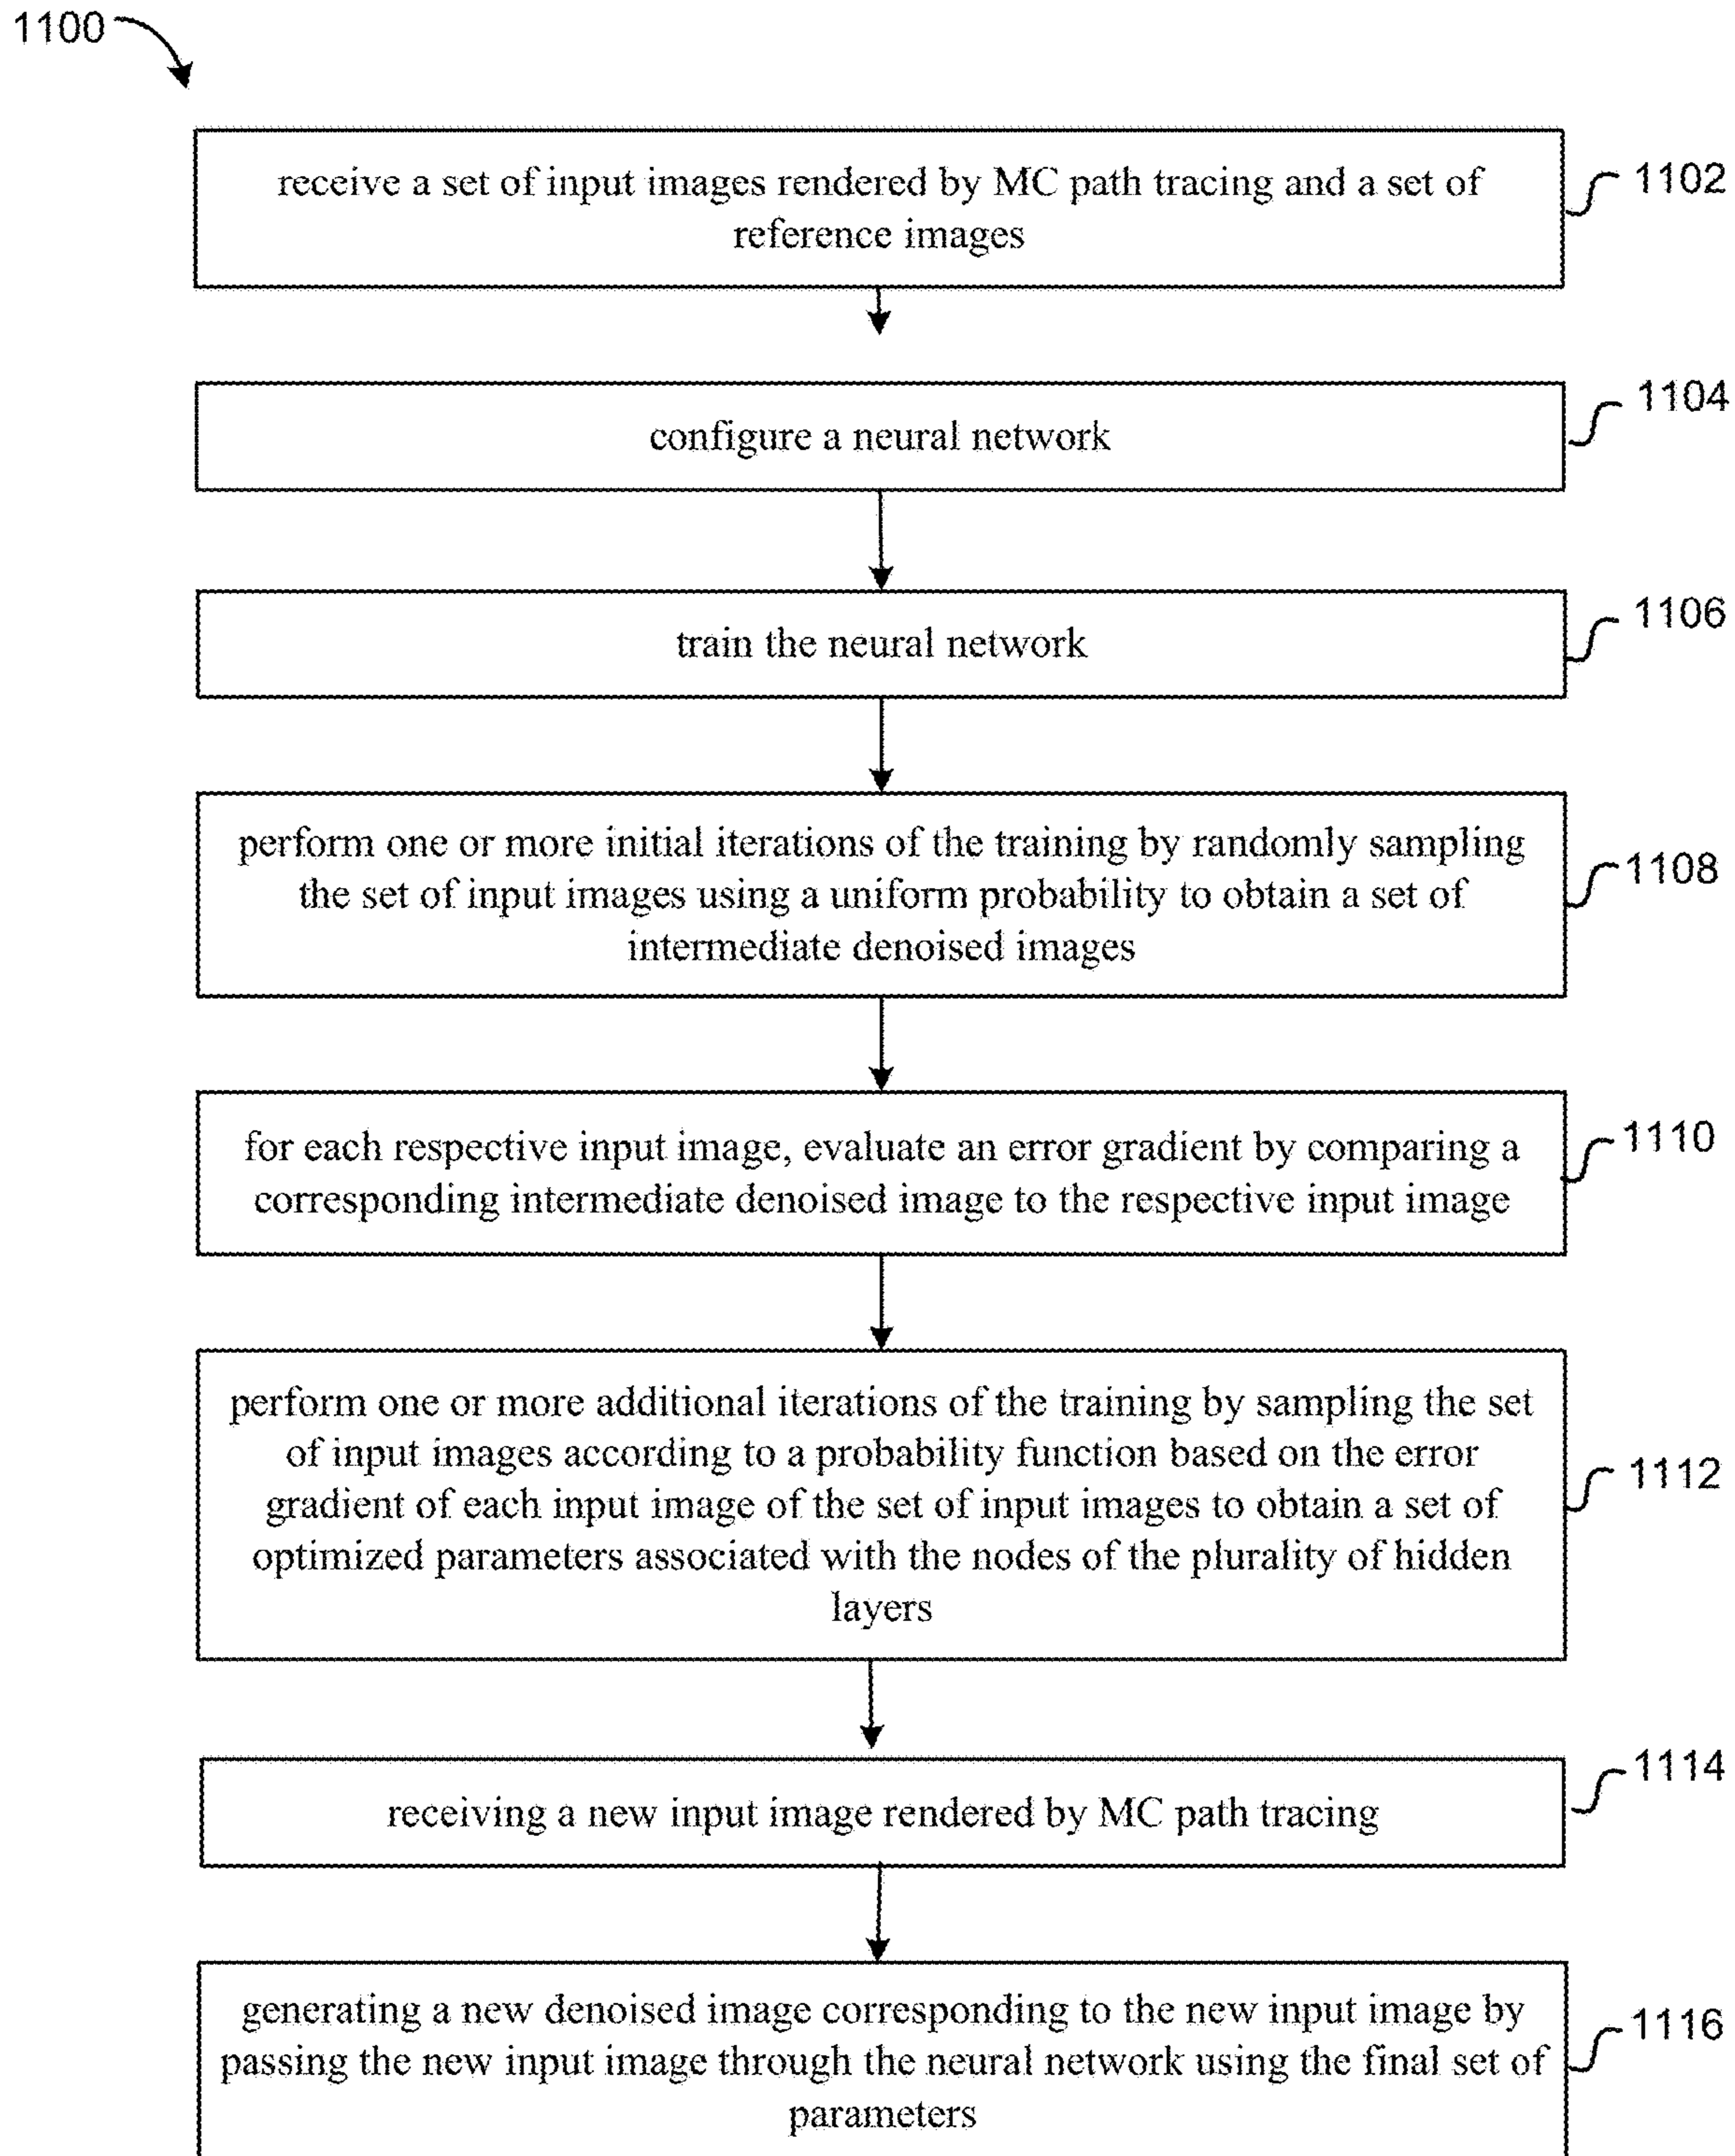 1100
receive a set of input images rendered by MC path tracing and a set of
reference images
1102
configure a neural network
1104
train the neural network
1106
perform one or more initial iterations of the training by randomly sampling
the set of input images using a uniform probability to obtain a set of
intermediate denoised images
1108
for each respective input image, evaluate an error gradient by comparing a
corresponding intermediate denoised image to the respective input image
1110
perform one or more additional iterations of the training by sampling the set
of input images according to a probability function based on the error
gradient of each input image of the set of input images to obtain a set of
optimized parameters associated with the nodes of the plurality of hidden
layers
1112
receiving a new input image rendered by MC path tracing
1114
generating a new denoised image corresponding to the new input image by
passing the new input image through the neural network using the final set of
parameters
1116